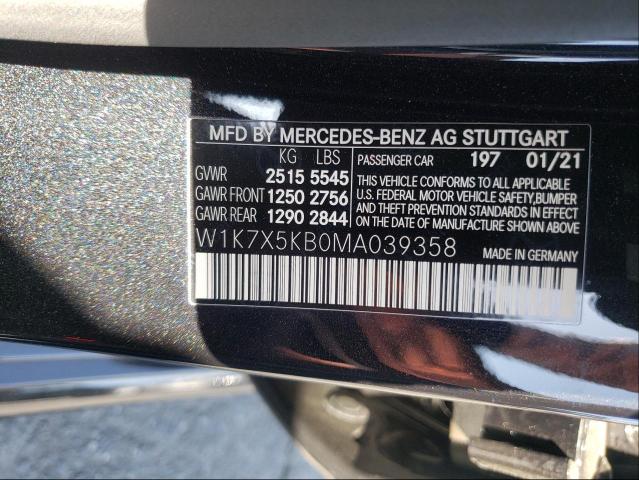 MFD BY MERCEDES-BENZ AG STUTTGART
KG LBS PASSENGER CAR 197 01/21
GVWR 2515 5545
GAWR FRONT 1250 2756
GAWR REAR 1290 2844
THIS VEHICLE CONFORMS TO ALL APPLICABLE
U.S. FEDERAL MOTOR VEHICLE SAFETY,BUMPER,
AND THEFT PREVENTION STANDARDS IN EFFECT
ON THE DATE OF MANUFACTURE SHOWN ABOVE.
W1K7X5KB0MA039358 MADE IN GERMANY